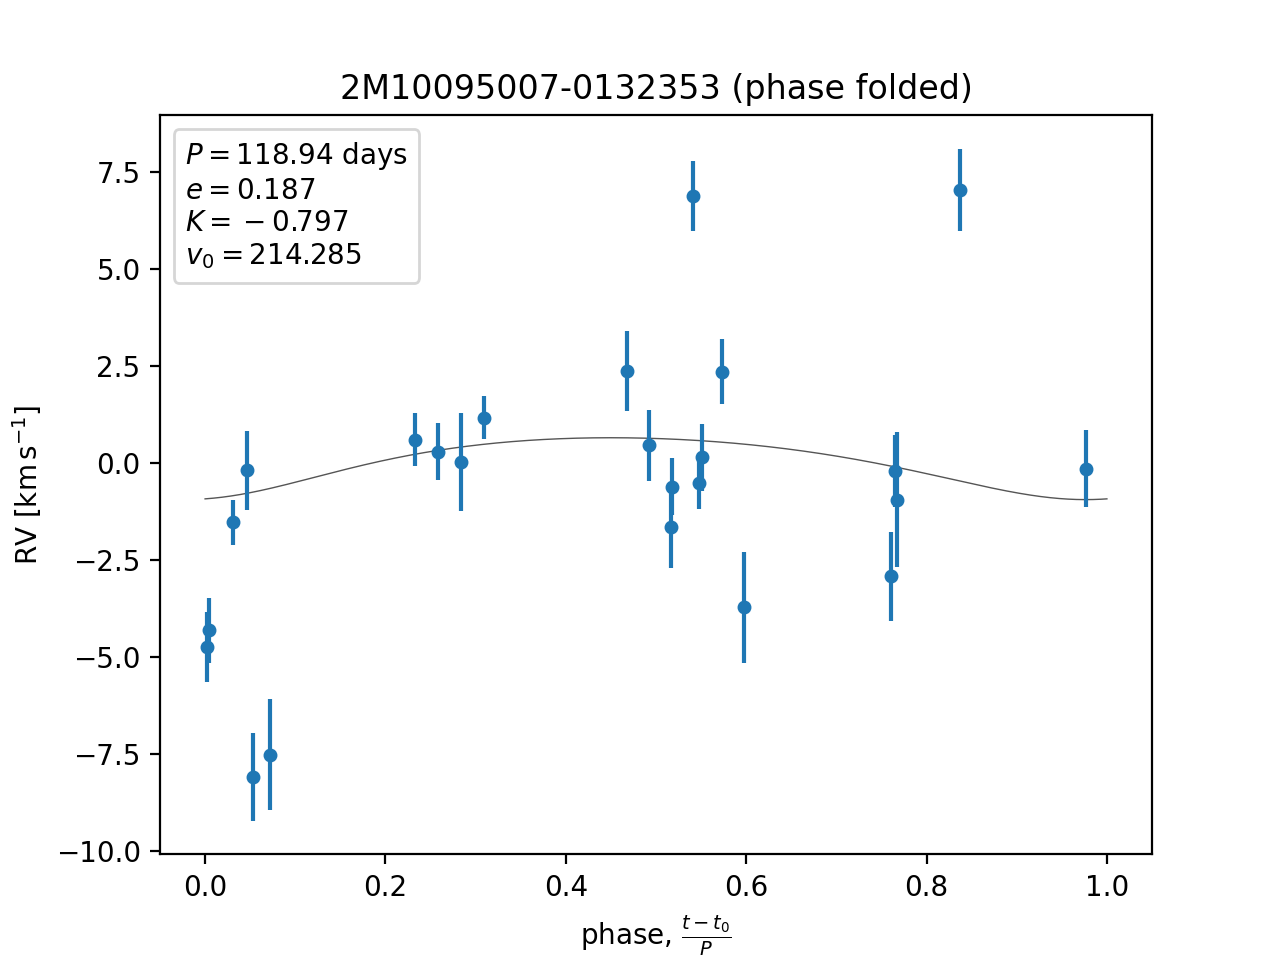 2M10095007-0132353 (phase folded)
P = 118.94 days
e = 0.187
K = −0.797
v₀ = 214.285
7.5
5.0
2.5
0.0
−2.5
−5.0
−7.5
−10.0
RV [km s⁻¹]
0.0 0.2 0.4 0.6 0.8 1.0
phase, (t − t₀)/P